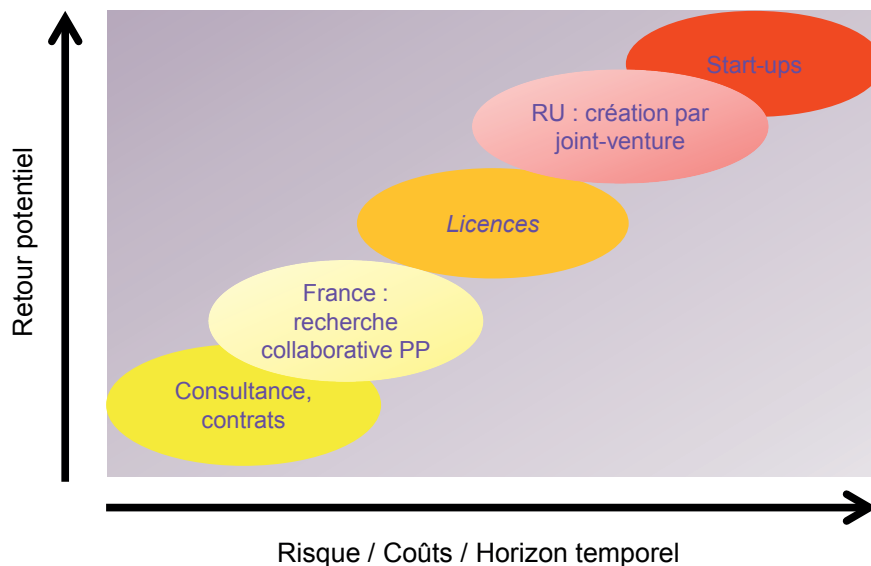 Start-ups
RU : création par
joint-venture
Licences
France :
recherche
collaborative PP
Consultance,
contrats
Retour potentiel
Risque / Coûts / Horizon temporel